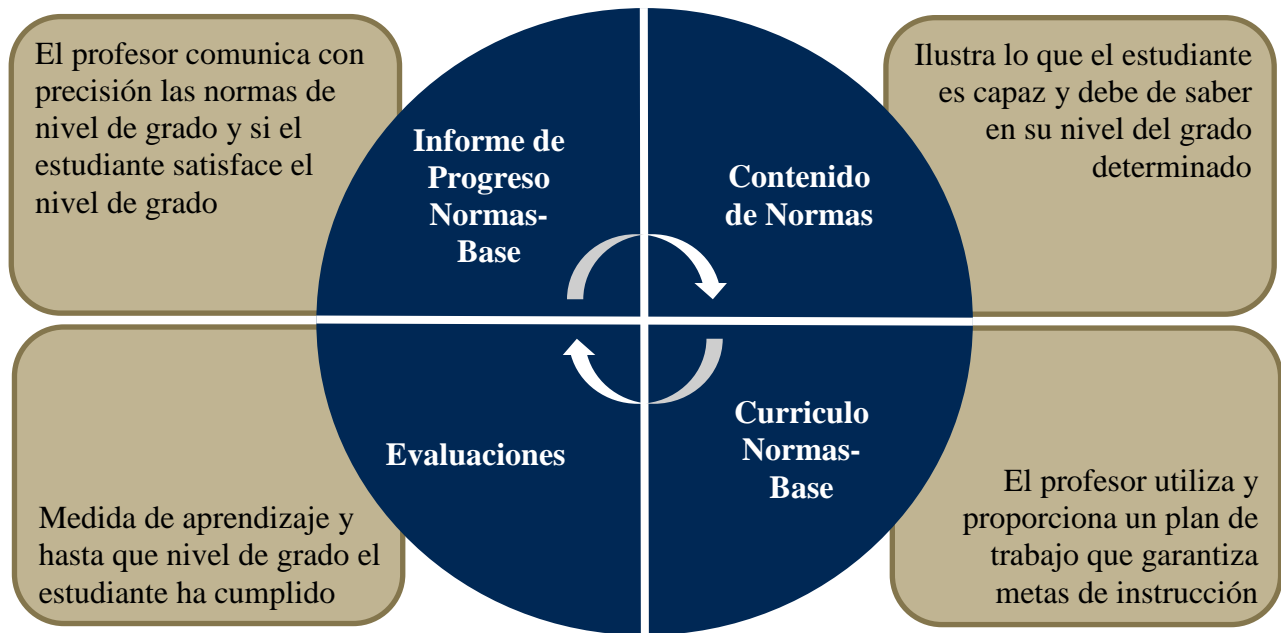 El profesor comunica con
precisión las normas de
nivel de grado y si el
estudiante satisface el
nivel de grado
Informe de
Progreso
Normas-
Base
Contenido
de Normas
Ilustra lo que el estudiante
es capaz y debe de saber
en su nivel del grado
determinado
Medida de aprendizaje y
hasta que nivel de grado el
estudiante ha cumplido
Evaluaciones
Curriculo
Normas-
Base
El profesor utiliza y
proporciona un plan de
trabajo que garantiza
metas de instrucción